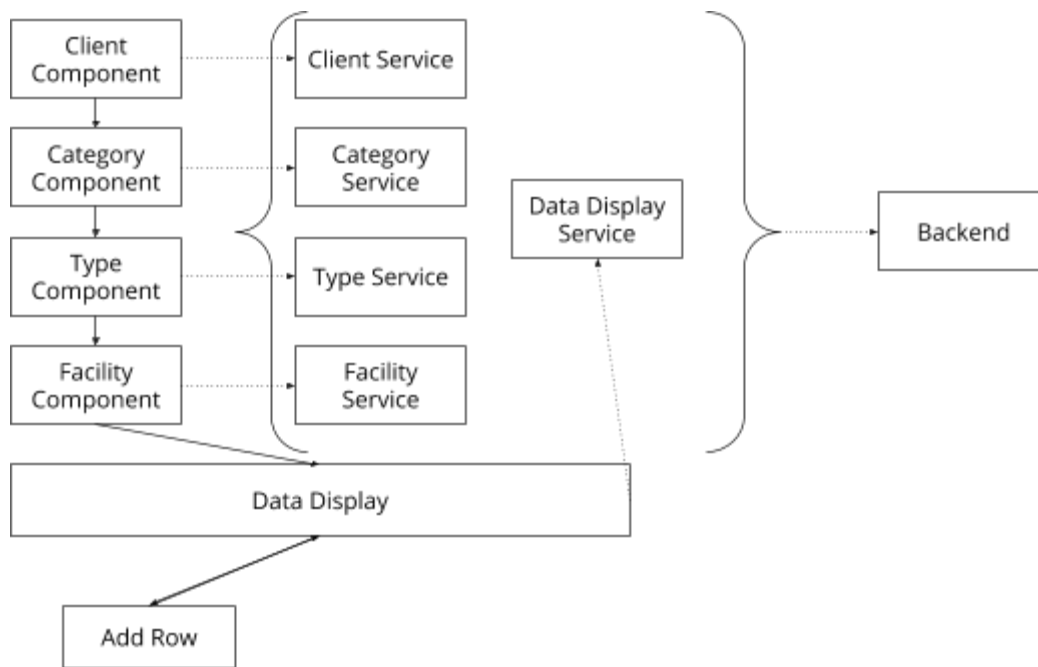 Client
Component
Client Service
Category
Component
Category
Service
Data Display
Service
Backend
Type
Component
Type Service
Facility
Component
Facility
Service
Data Display
Add Row